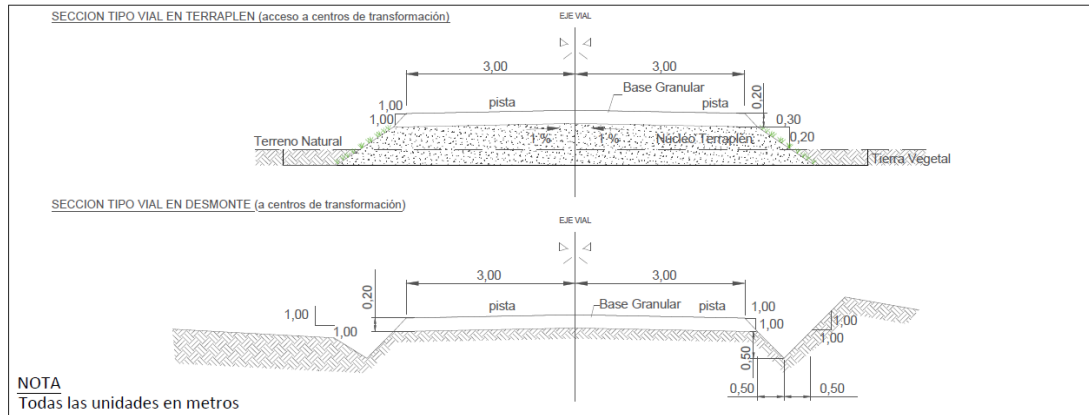 SECCION TIPO VIAL EN TERRAPLEN (acceso a centros de transformación)
EJE VIAL
3,00 3,00
Base Granular
1,00 pista pista 0,20
1,00 0,30
Terreno Natural 1 % 1 % Núcleo Terraplén 0,20
Tierra Vegetal
SECCION TIPO VIAL EN DESMONTE (a centros de transformación)
EJE VIAL
3,00 3,00
0,20 pista Base Granular pista 1,00
1,00 1,00 1,00
1,00 1,00
0,50
0,50 0,50
NOTA
Todas las unidades en metros